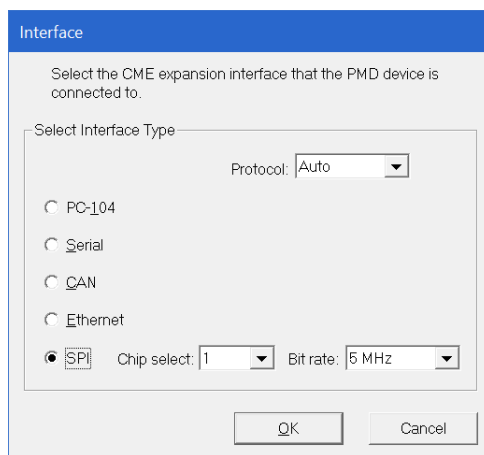 Interface
Select the CME expansion interface that the PMD device is
connected to.
Select Interface Type
Protocol: Auto
PC-104
Serial
CAN
Ethernet
SPI Chip select: 1 Bit rate: 5 MHz
OK Cancel